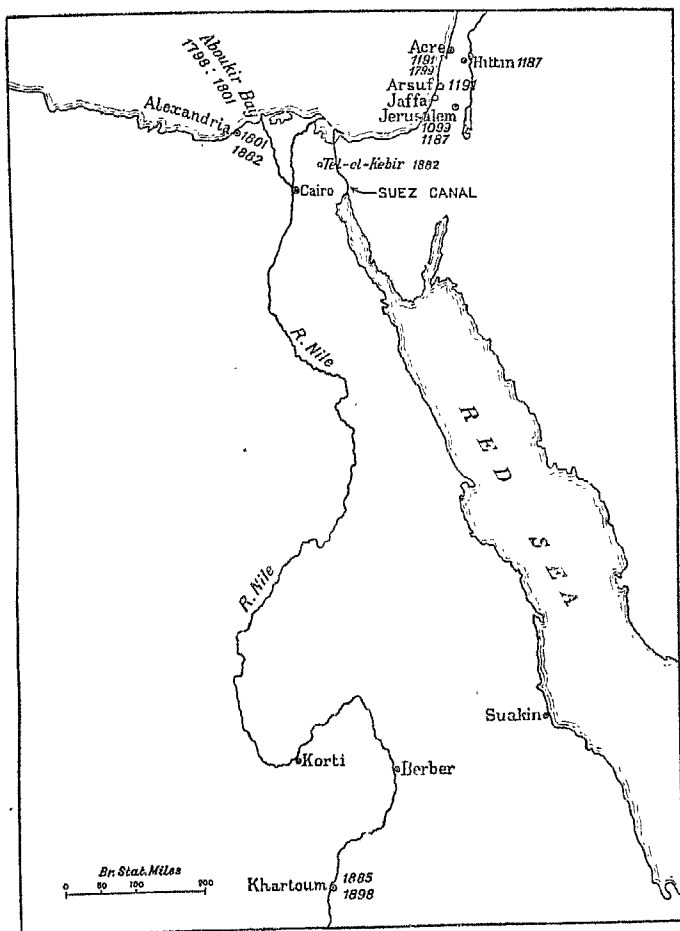 Aboukir Bay
1798 : 1801
Acre
1191
1799
Hittin 1187
Arsuf 1191
Jaffa
Jerusalem
1099
1187
Alexandria
1801
1882
Tel-el-Kebir 1882
Cairo
SUEZ CANAL
R. Nile
RED SEA
R. Nile
Suakin
Korti
Berber
Br. Stat. Miles
0 50 100 200
Khartoum 1885
1898